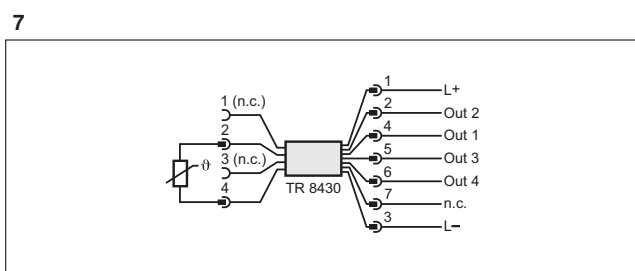 7
1 (n.c.)
2
3 (n.c.)
4
ϑ
TR 8430
1
L+
2
Out 2
4
Out 1
5
Out 3
6
Out 4
7
n.c.
3
L–